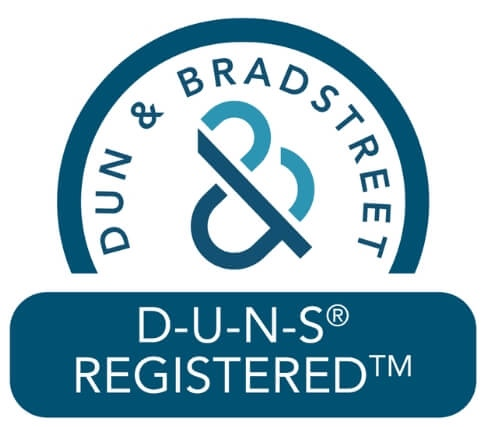 DUN & BRADSTREET
D-U-N-S®
REGISTERED™